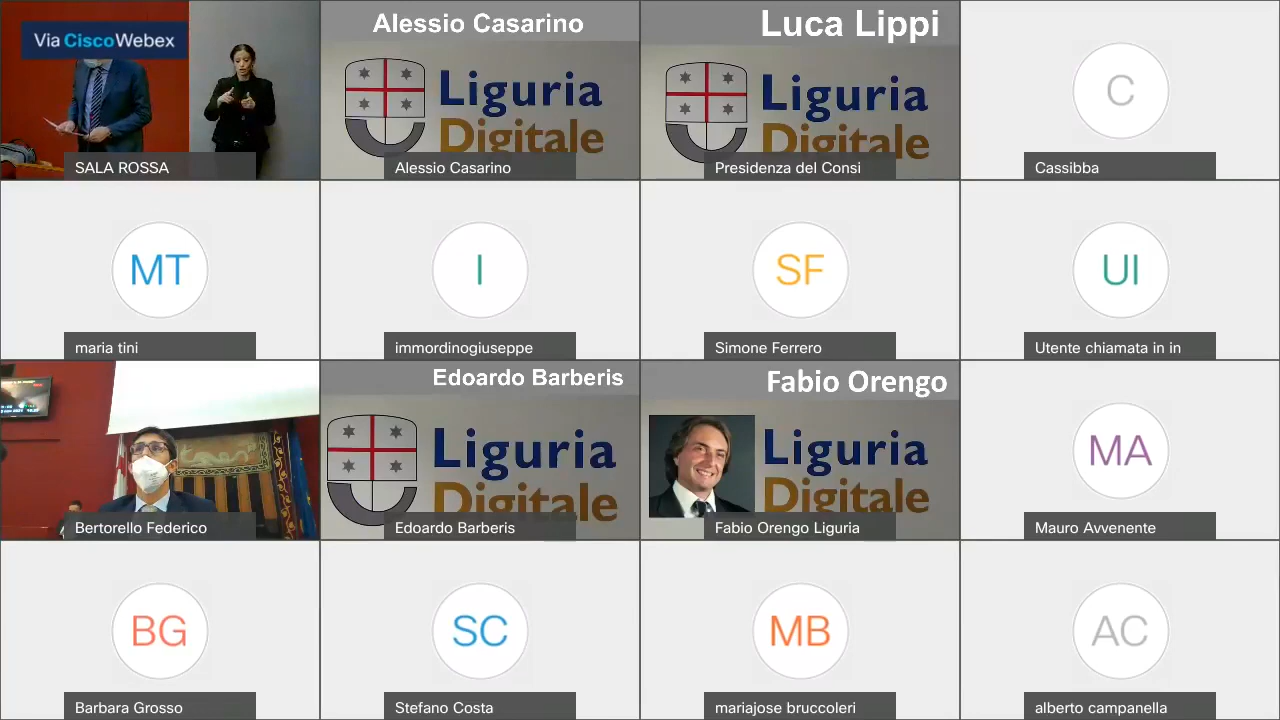 Via CiscoWebex
SALA ROSSA
Alessio Casarino
Liguria
Digitale
Alessio Casarino
Luca Lippi
Liguria
Digitale
Presidenza del Consi
C
Cassibba
MT
maria tini
I
immordinogiuseppe
SF
Simone Ferrero
UI
Utente chiamata in in
Bertorello Federico
Edoardo Barberis
Liguria
Digitale
Edoardo Barberis
Fabio Orengo
Liguria
Digitale
Fabio Orengo Liguria
MA
Mauro Avvenente
BG
Barbara Grosso
SC
Stefano Costa
MB
mariajose bruccoleri
AC
alberto campanella